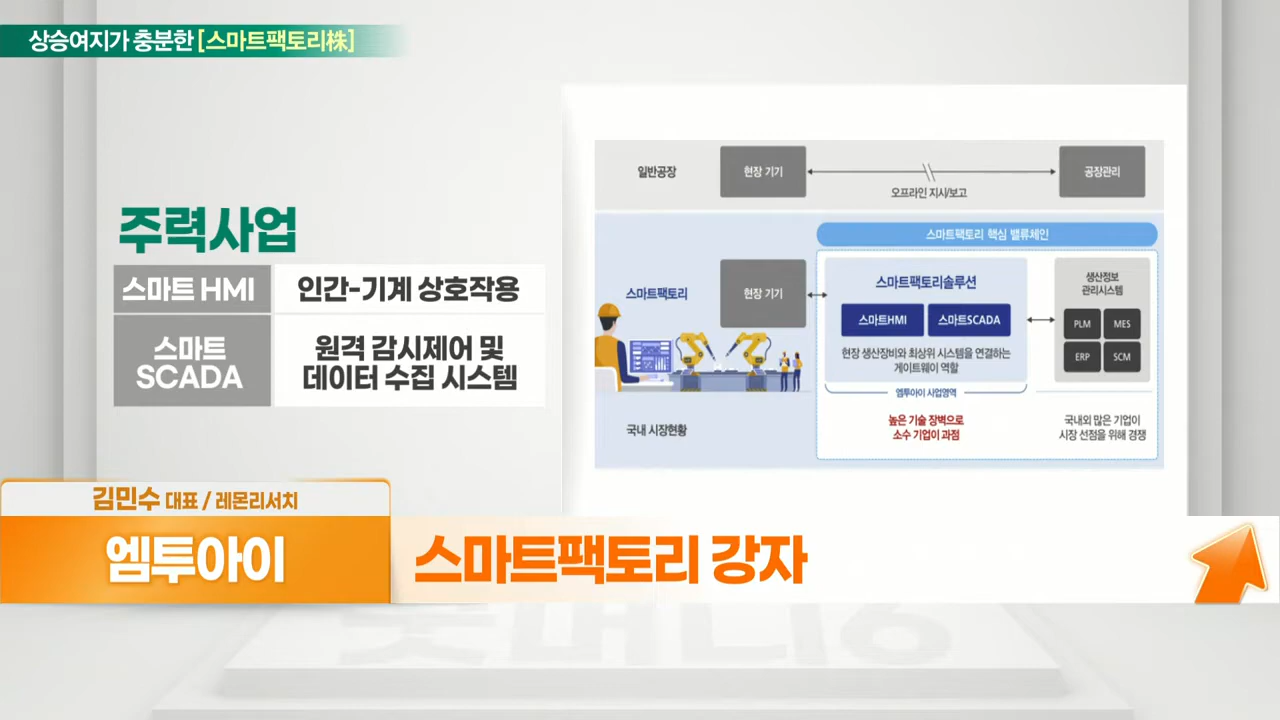 상승여지가 충분한 [스마트팩토리株]
주력사업
스마트 HMI
인간-기계 상호작용
스마트
SCADA
원격 감시제어 및
데이터 수집 시스템
일반공장
현장 기기
오프라인 지시/보고
공장관리
스마트팩토리 핵심 밸류체인
스마트팩토리
현장 기기
스마트팩토리솔루션
스마트HMI
스마트SCADA
현장 생산장비와 최상위 시스템을 연결하는
게이트웨이 역할
엠투아이 사업영역
생산정보
관리시스템
PLM
MES
ERP
SCM
국내 시장현황
높은 기술 장벽으로
소수 기업이 과점
국내외 많은 기업이
시장 선점을 위해 경쟁
김민수 대표 / 레몬리서치
엠투아이
스마트팩토리 강자